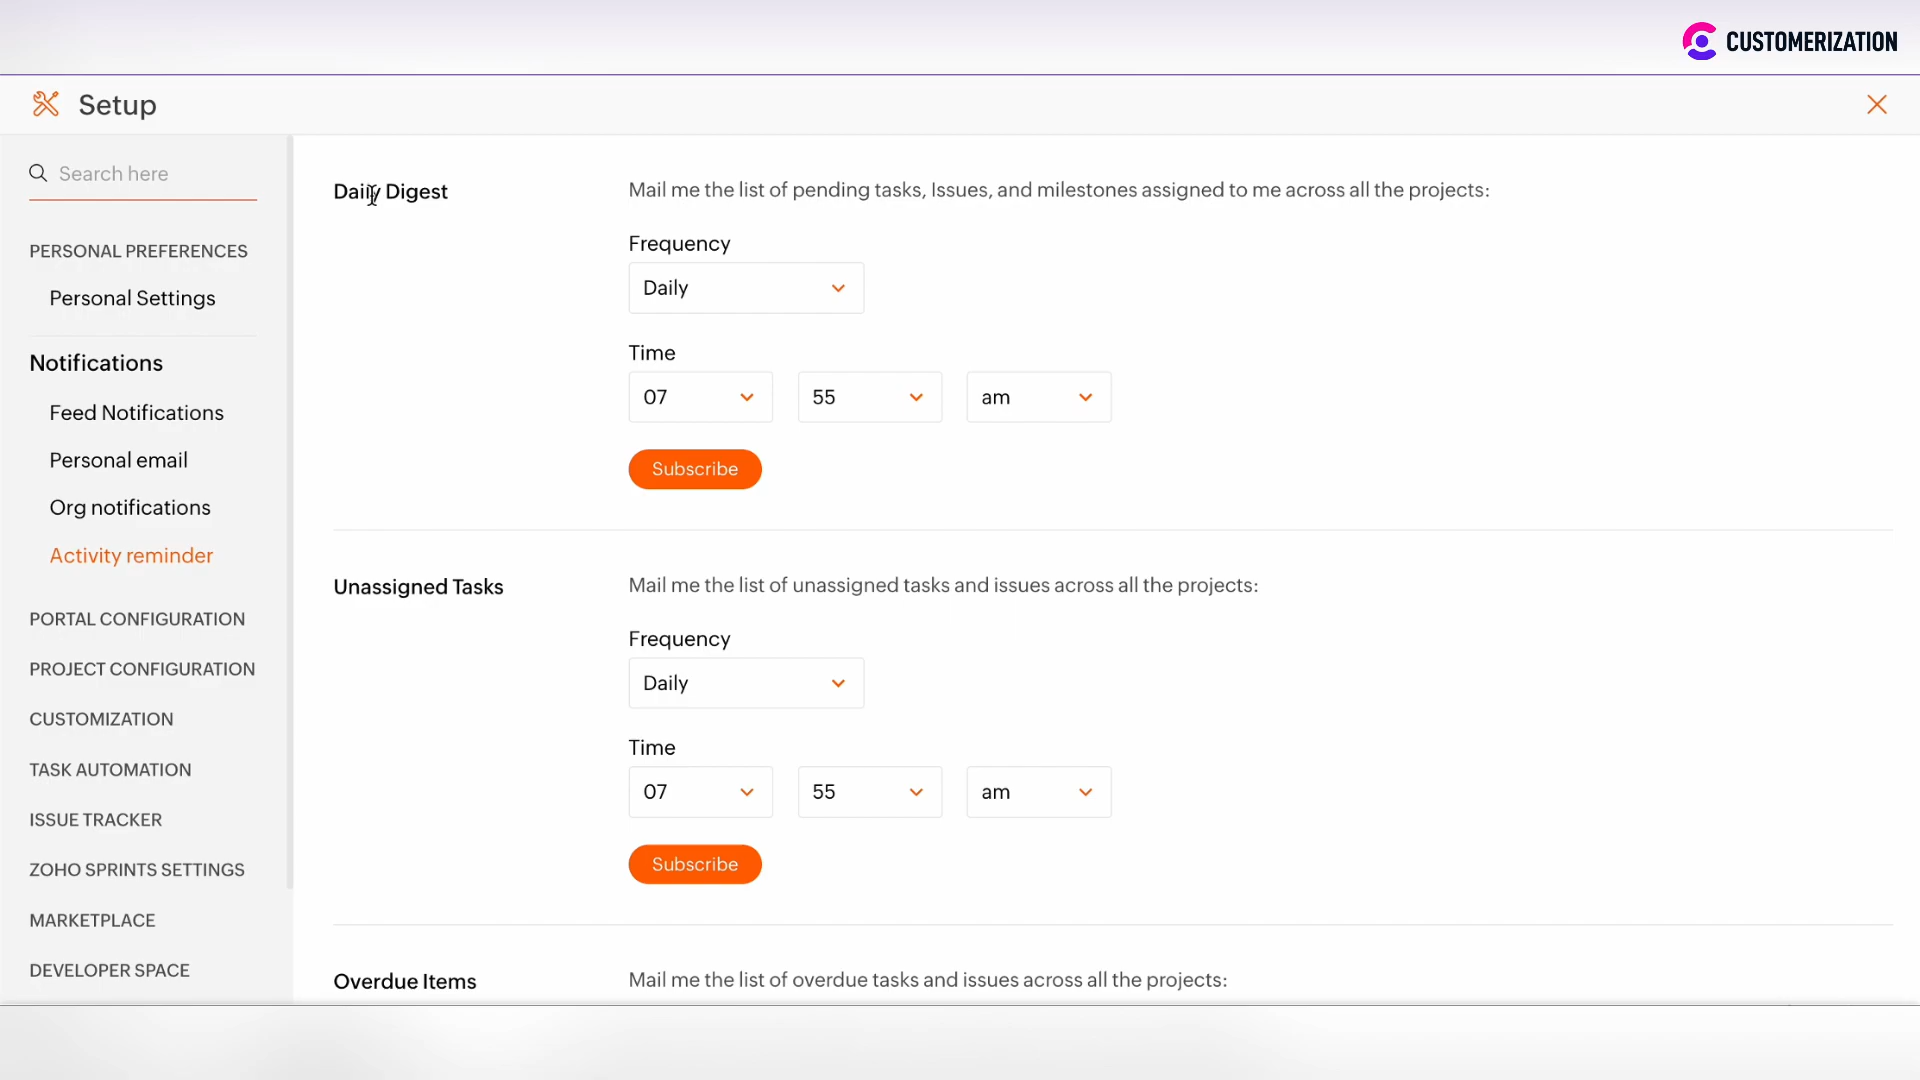 CUSTOMERIZATION
Setup
Search here
PERSONAL PREFERENCES
Personal Settings
Notifications
Feed Notifications
Personal email
Org notifications
Activity reminder
PORTAL CONFIGURATION
PROJECT CONFIGURATION
CUSTOMIZATION
TASK AUTOMATION
ISSUE TRACKER
ZOHO SPRINTS SETTINGS
MARKETPLACE
DEVELOPER SPACE
Daily Digest
Mail me the list of pending tasks, Issues, and milestones assigned to me across all the projects:
Frequency
Daily
Time
07 55 am
Subscribe
Unassigned Tasks
Mail me the list of unassigned tasks and issues across all the projects:
Frequency
Daily
Time
07 55 am
Subscribe
Overdue Items
Mail me the list of overdue tasks and issues across all the projects: